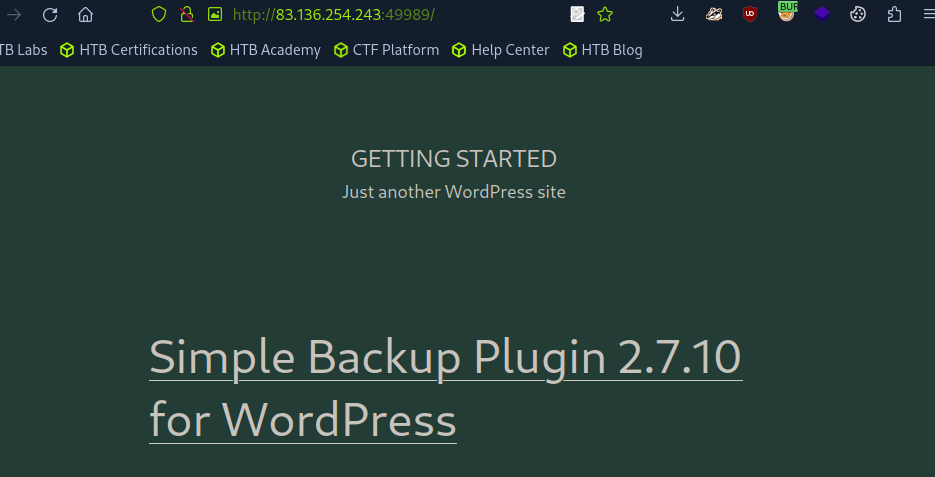 http://83.136.254.243:49989/
BUR
TB Labs HTB Certifications HTB Academy CTF Platform Help Center HTB Blog
GETTING STARTED
Just another WordPress site
Simple Backup Plugin 2.7.10
for WordPress